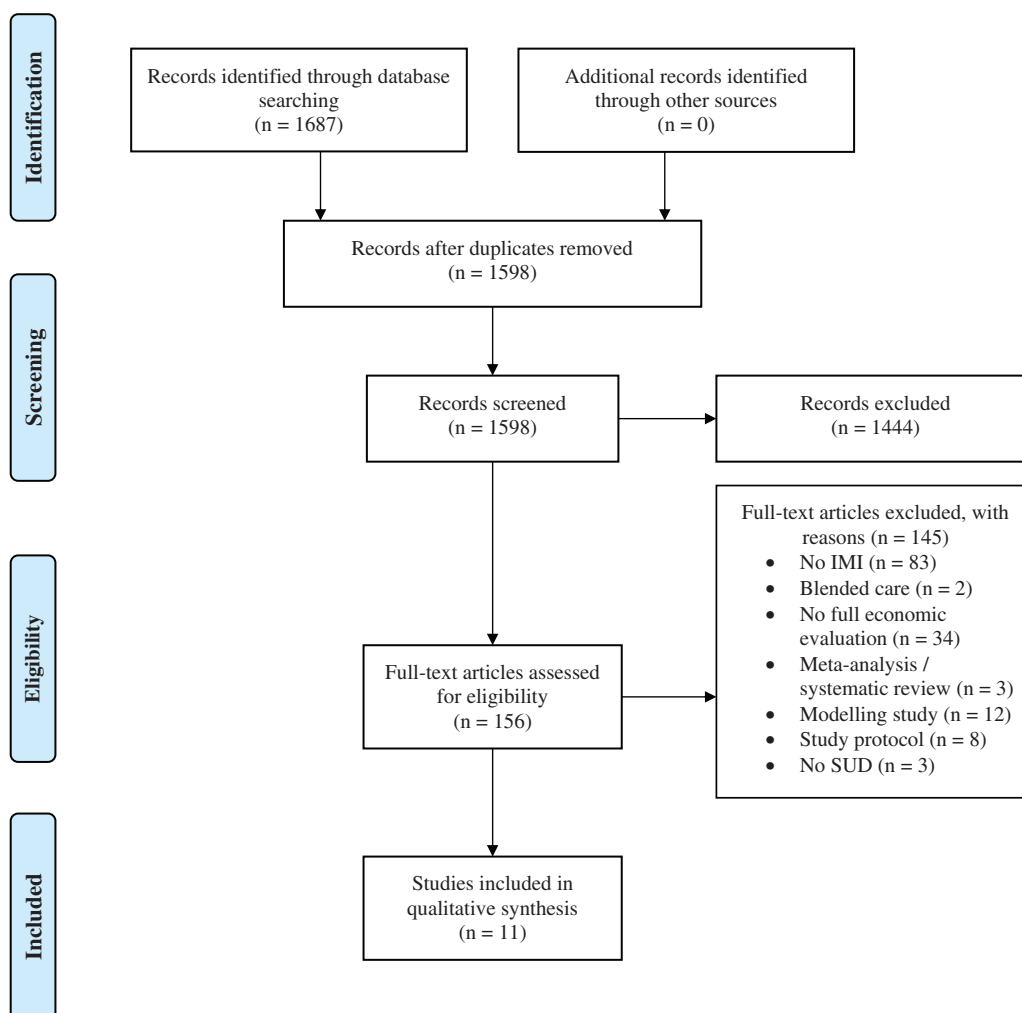 Identification
Records identified through database
searching
(n = 1687)
Additional records identified
through other sources
(n = 0)
Records after duplicates removed
(n = 1598)
Screening
Records screened
(n = 1598)
Records excluded
(n = 1444)
Eligibility
Full-text articles assessed
for eligibility
(n = 156)
Full-text articles excluded, with
reasons (n = 145)
• No IMI (n = 83)
• Blended care (n = 2)
• No full economic
evaluation (n = 34)
• Meta-analysis /
systematic review (n = 3)
• Modelling study (n = 12)
• Study protocol (n = 8)
• No SUD (n = 3)
Included
Studies included in
qualitative synthesis
(n = 11)